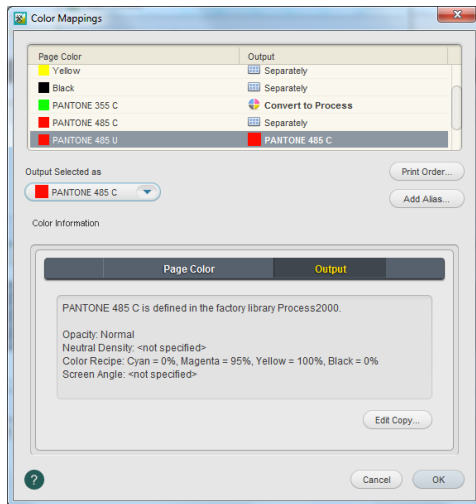 Color Mappings
Page Color Output
Yellow Separately
Black Separately
PANTONE 355 C Convert to Process
PANTONE 485 C Separately
PANTONE 485 U PANTONE 485 C
Output Selected as
Print Order...
PANTONE 485 C
Add Alias...
Color Information
Page Color Output
PANTONE 485 C is defined in the factory library Process2000.
Opacity: Normal
Neutral Density: <not specified>
Color Recipe: Cyan = 0%, Magenta = 95%, Yellow = 100%, Black = 0%
Screen Angle: <not specified>
Edit Copy...
? Cancel OK